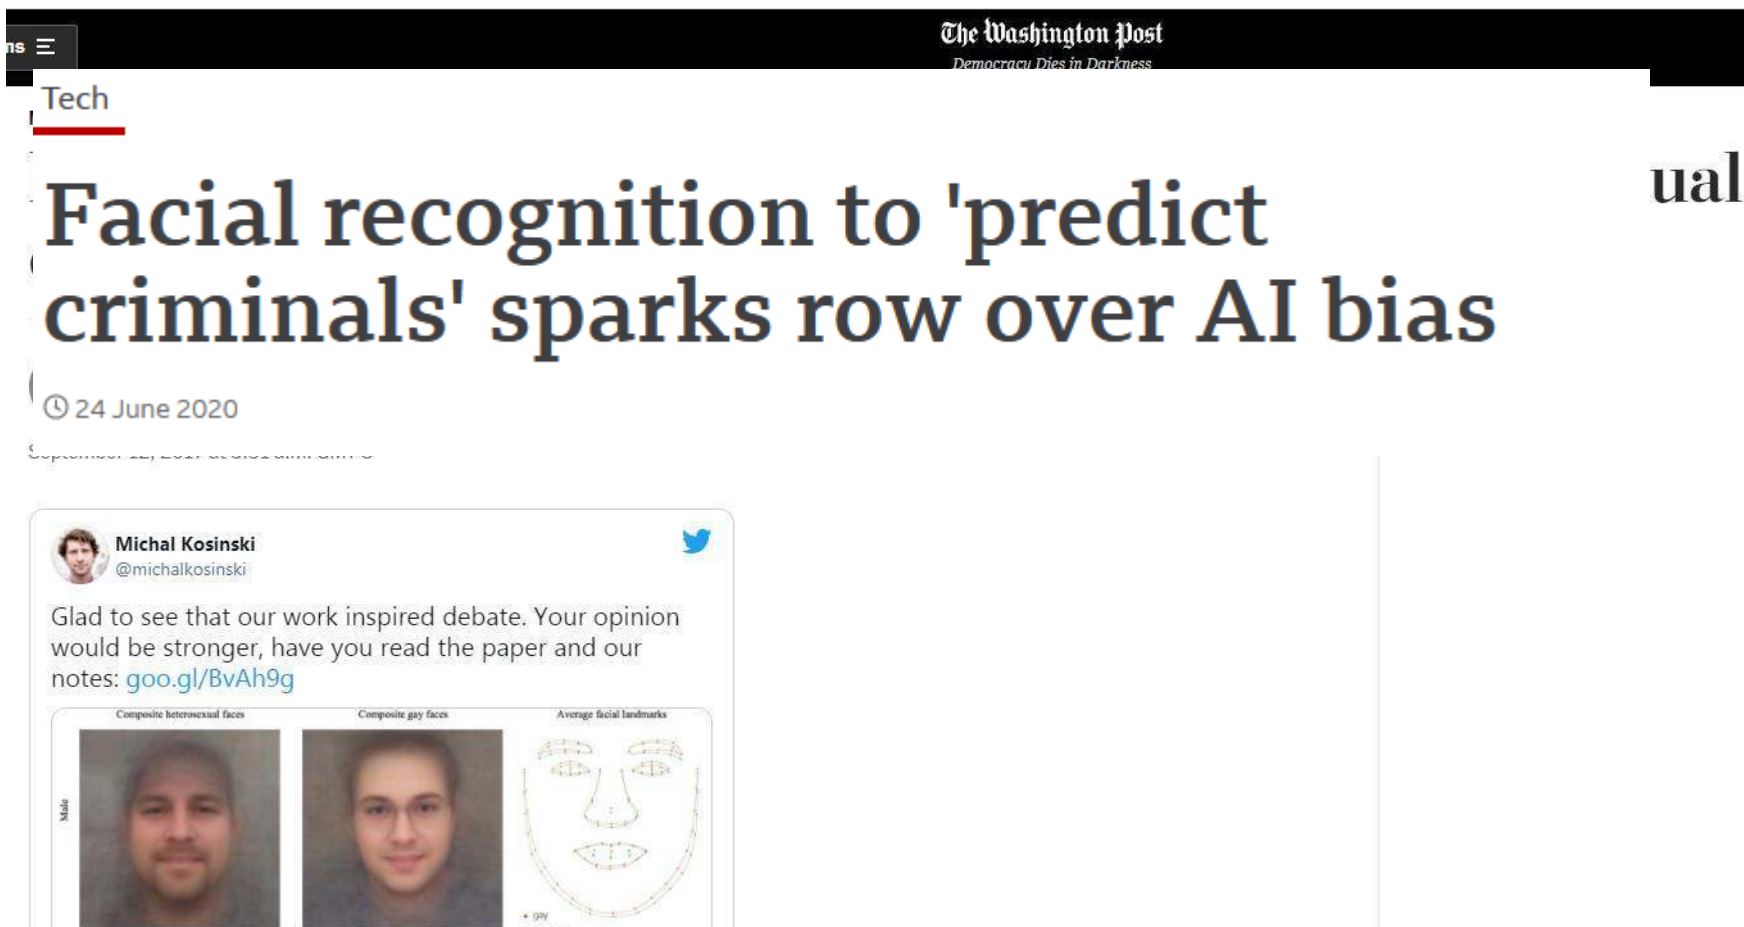 ns
The Washington Post
Democracy Dies in Darkness
Tech
Facial recognition to 'predict
criminals' sparks row over AI bias
ual
24 June 2020
Michal Kosinski
@michalkosinski
Glad to see that our work inspired debate. Your opinion
would be stronger, have you read the paper and our
notes: goo.gl/BvAh9g
Composite heterosexual faces Composite gay faces Average facial landmarks
Male
gay